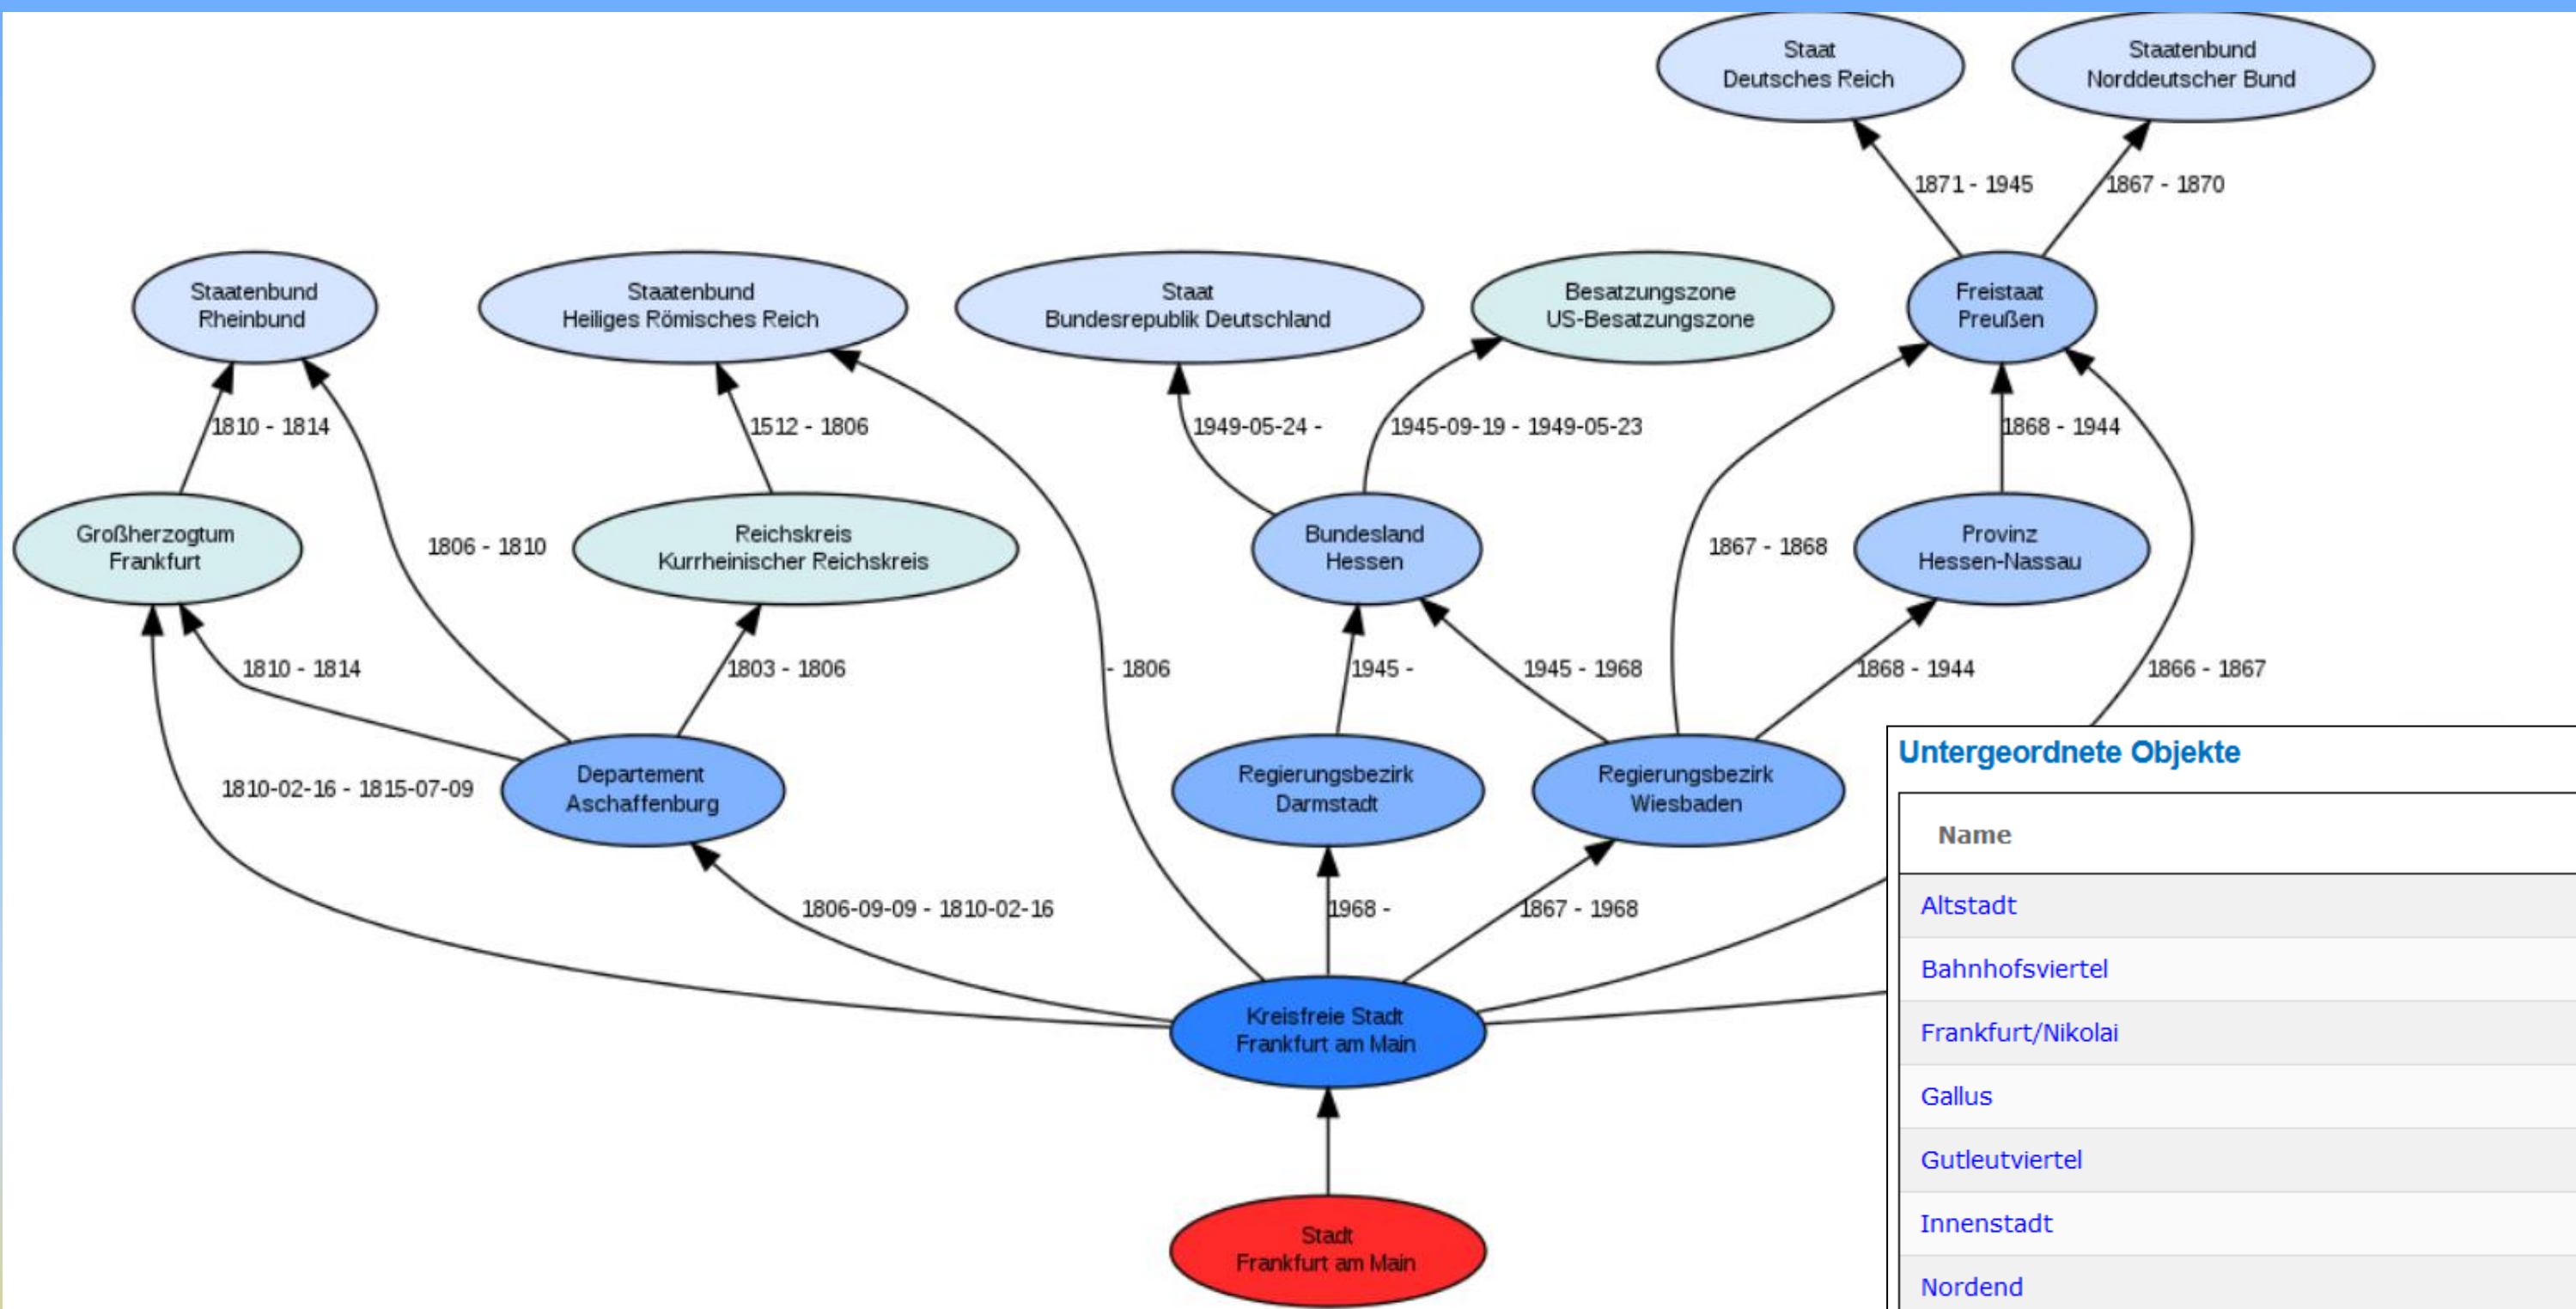 Staat
Deutsches Reich
Staatenbund
Norddeutscher Bund
1871 - 1945
1867 - 1870
Staatenbund
Rheinbund
Staatenbund
Heiliges Römisches Reich
Staat
Bundesrepublik Deutschland
Besatzungszone
US-Besatzungszone
Freistaat
Preußen
1810 - 1814
1512 - 1806
1949-05-24 -
1945-09-19 - 1949-05-23
1868 - 1944
Großherzogtum
Frankfurt
1806 - 1810
Reichskreis
Kurrheinischer Reichskreis
Bundesland
Hessen
1867 - 1868
Provinz
Hessen-Nassau
1810 - 1814
1803 - 1806
- 1806
1945 -
1945 - 1968
1868 - 1944
1866 - 1867
1810-02-16 - 1815-07-09
Departement
Aschaffenburg
Regierungsbezirk
Darmstadt
Regierungsbezirk
Wiesbaden
1806-09-09 - 1810-02-16
1968 -
1867 - 1968
Kreisfreie Stadt
Frankfurt am Main
Stadt
Frankfurt am Main
Untergeordnete Objekte
Name
Altstadt
Bahnhofsviertel
Frankfurt/Nikolai
Gallus
Gutleutviertel
Innenstadt
Nordend